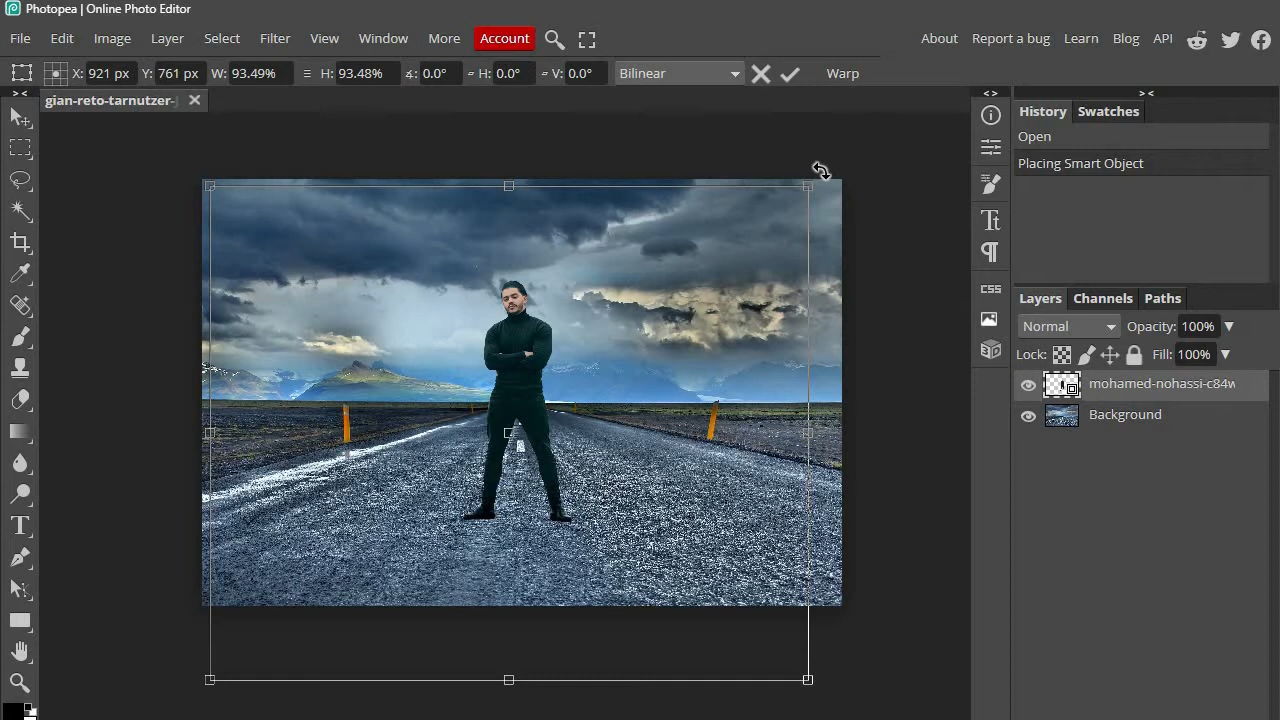 Photopea | Online Photo Editor
File Edit Image Layer Select Filter View Window More Account About Report a bug Learn Blog API
X: 921 px Y: 761 px W: 93.49% H: 93.48% ∡: 0.0° H: 0.0° V: 0.0° Bilinear Warp
> < < > > <
gian-reto-tarnutzer-
History Swatches
Open
Placing Smart Object
CSS
Layers Channels Paths
Normal Opacity: 100%
Lock: Fill: 100%
mohamed-nohassi-c84w
Background